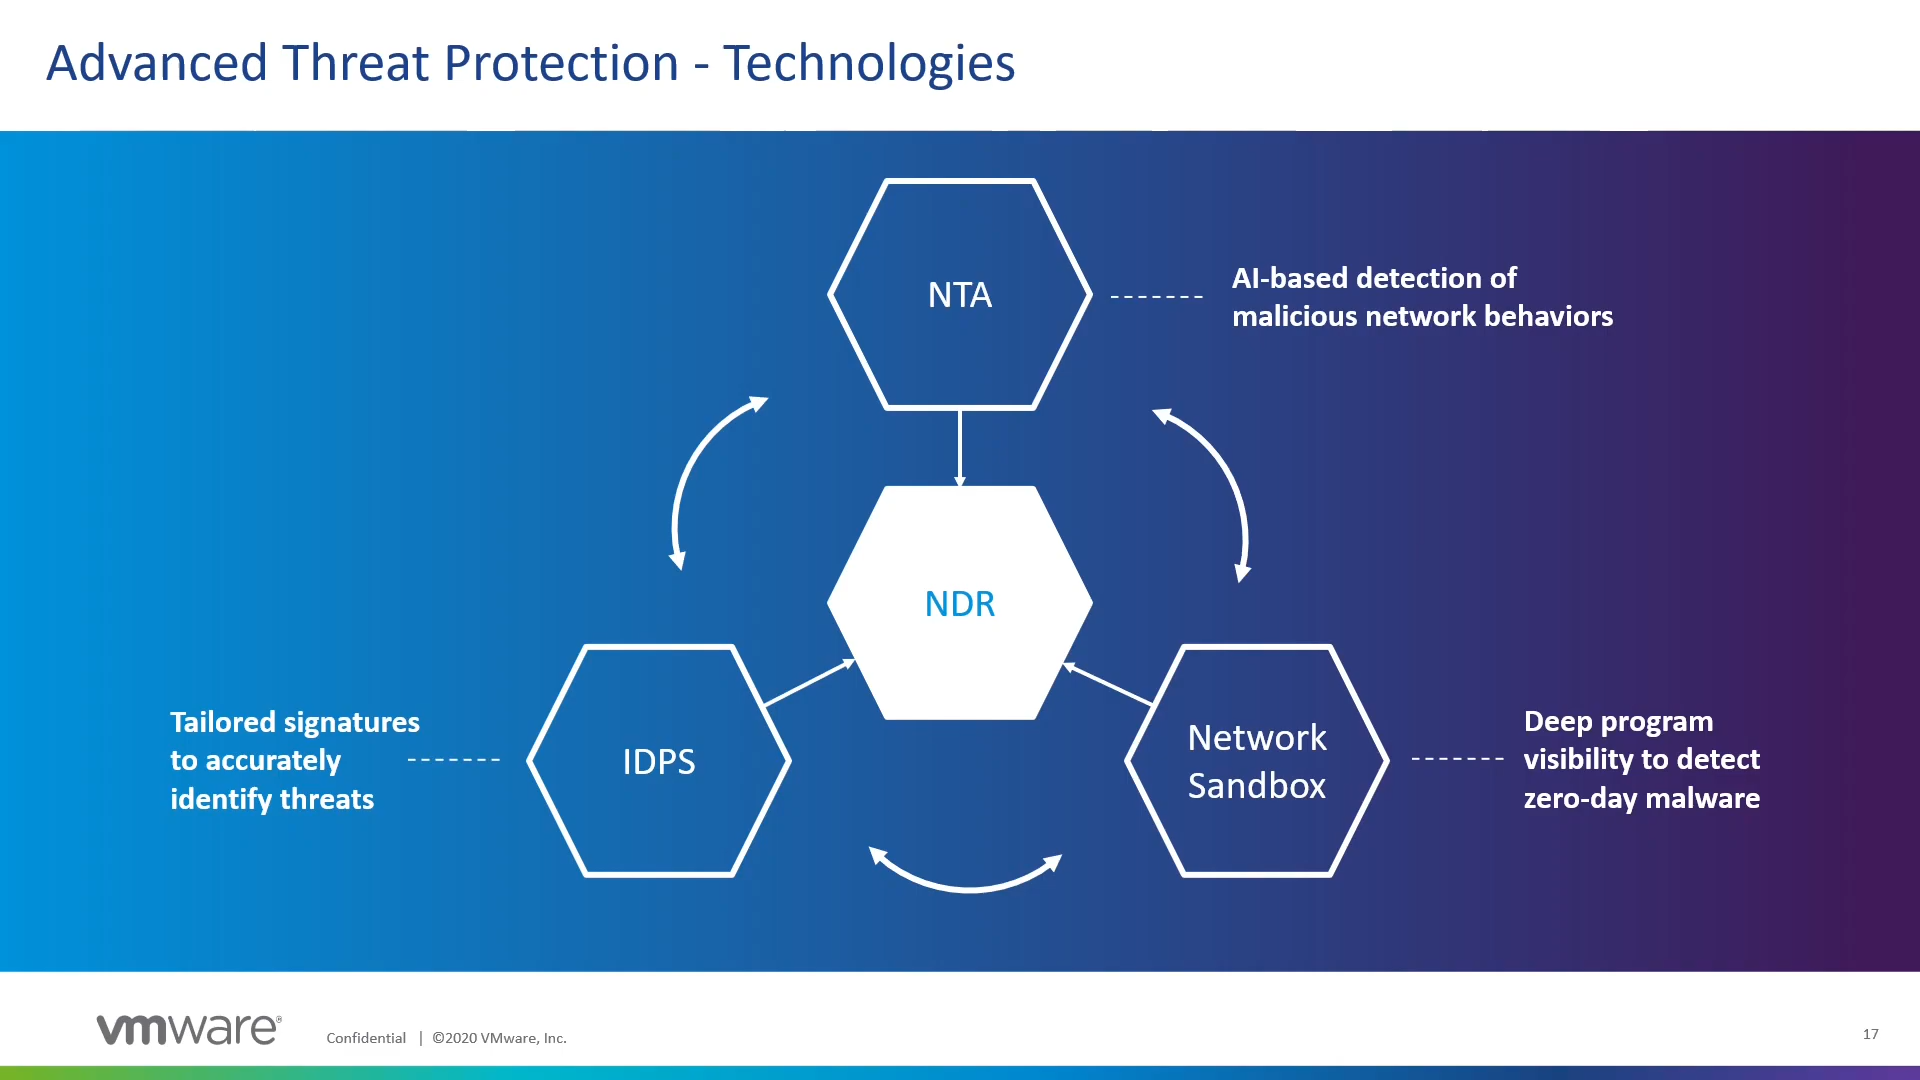 Advanced Threat Protection - Technologies
NTA
AI-based detection of
malicious network behaviors
NDR
Tailored signatures
to accurately
identify threats
IDPS
Network
Sandbox
Deep program
visibility to detect
zero-day malware
vmware®
Confidential | ©2020 VMware, Inc.
17